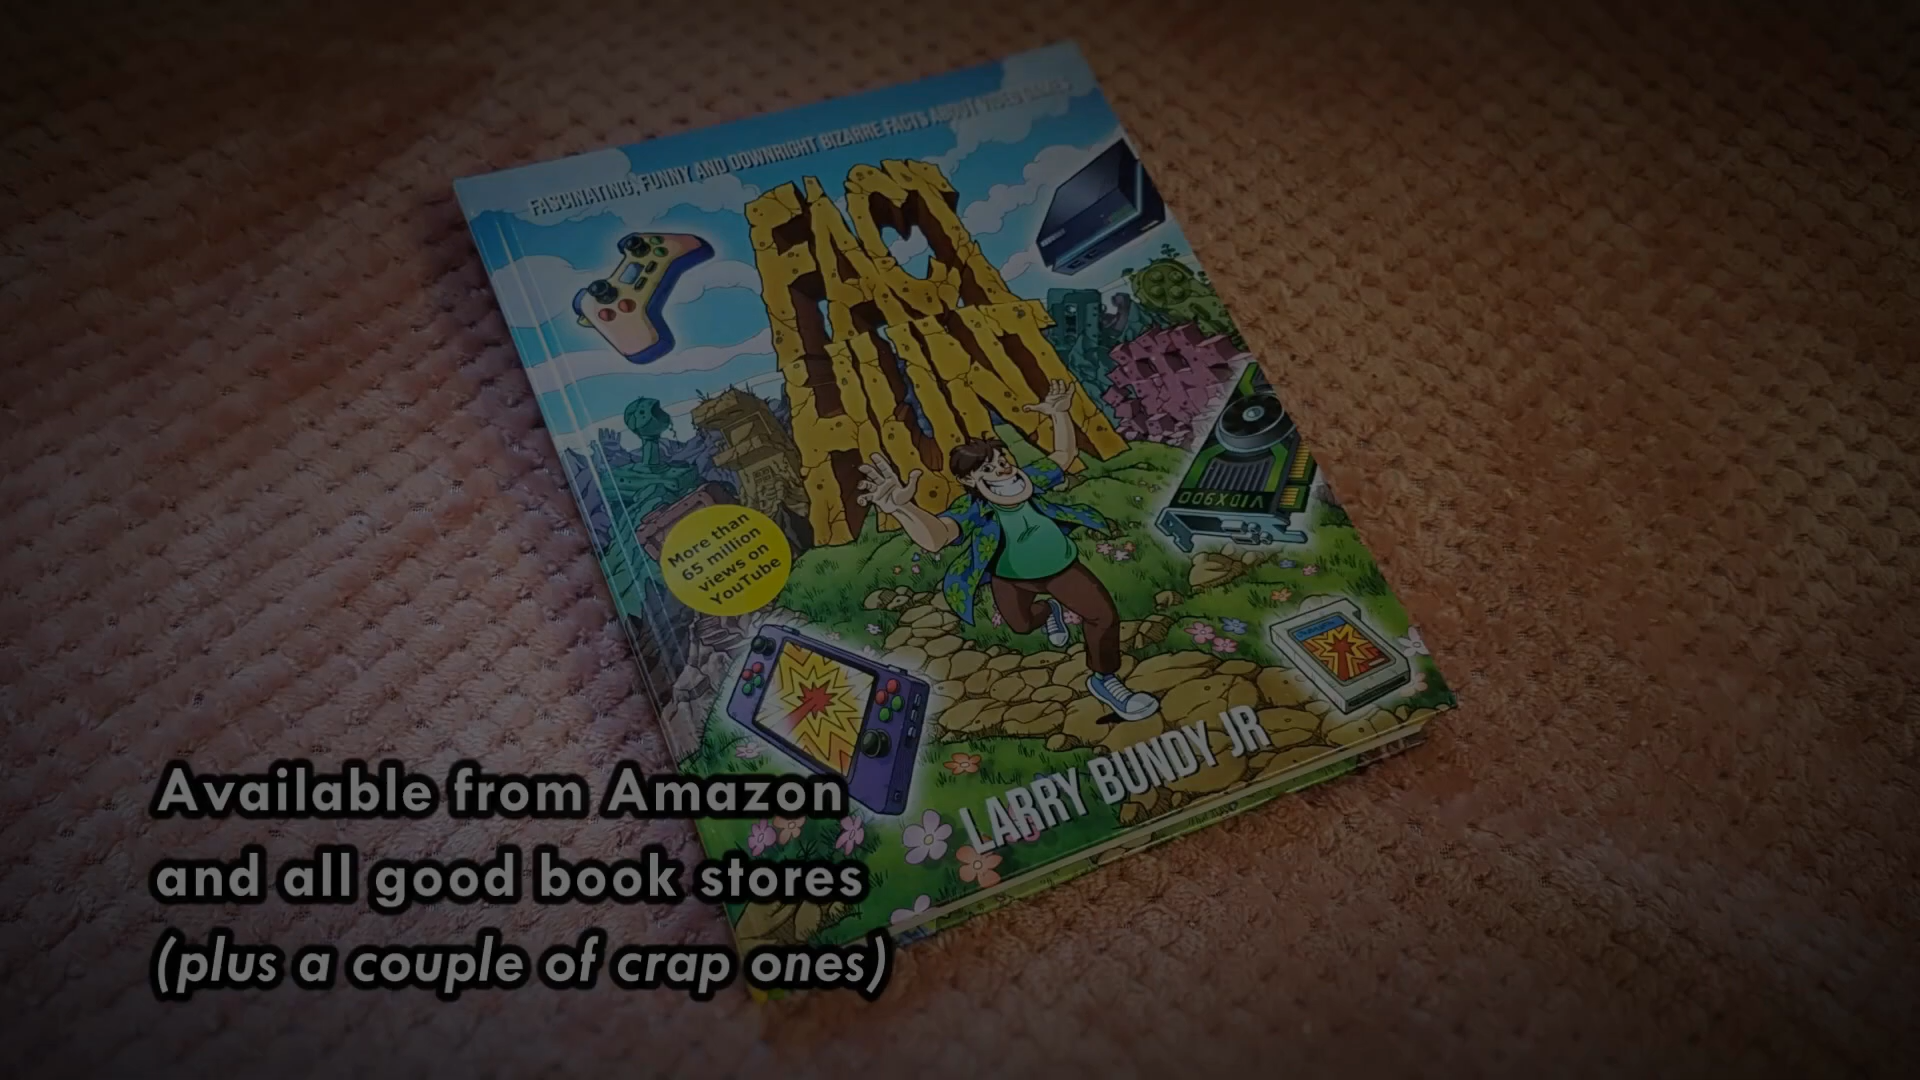 FASCINATING, FUNNY AND DOWNRIGHT BIZARRE FACTS ABOUT VIDEO GAMES
FACT
HUNT
More than
65 million
views on
YouTube
VIDX900
LARRY BUNDY JR
Available from Amazon
and all good book stores
(plus a couple of crap ones)